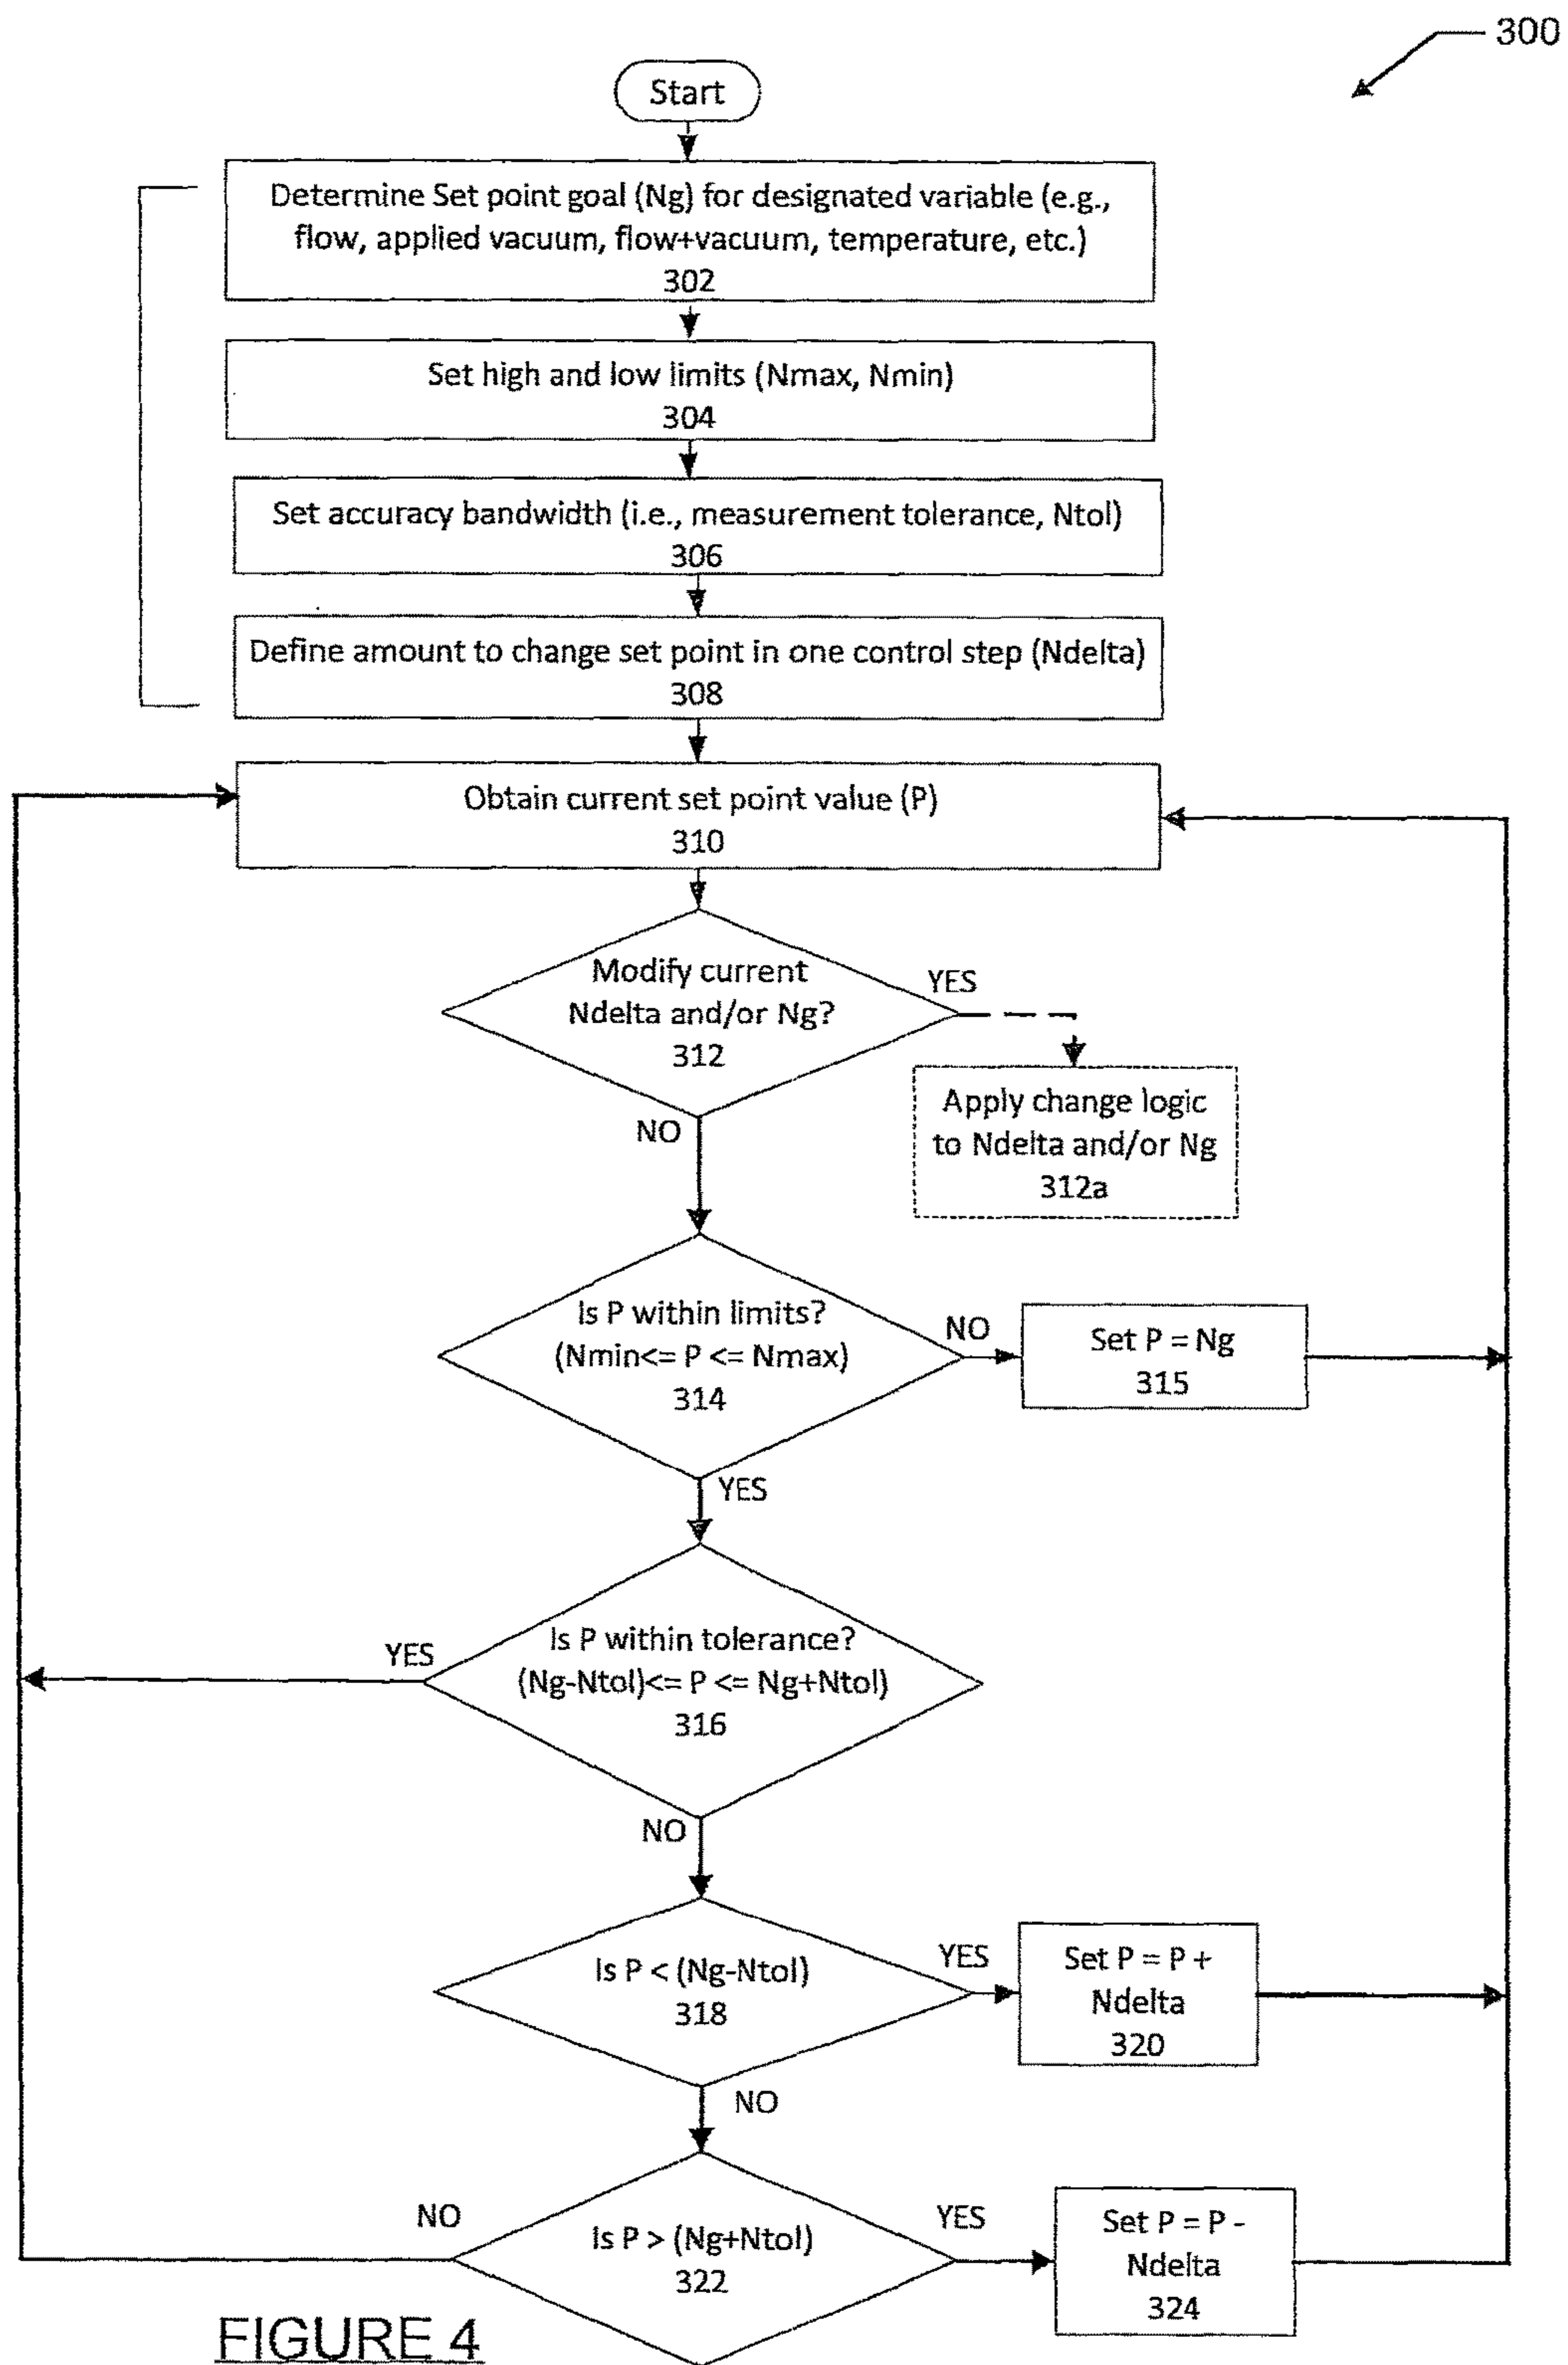 300
Start
Determine Set point goal (Ng) for designated variable (e.g.,
flow, applied vacuum, flow+vacuum, temperature, etc.)
302
Set high and low limits (Nmax, Nmin)
304
Set accuracy bandwidth (i.e., measurement tolerance, Ntol)
306
Define amount to change set point in one control step (Ndelta)
308
Obtain current set point value (P)
310
Modify current
Ndelta and/or Ng?
312
YES
Apply change logic
to Ndelta and/or Ng
312a
NO
Is P within limits?
(Nmin<= P <= Nmax)
314
NO
Set P = Ng
315
YES
Is P within tolerance?
(Ng-Ntol)<= P <= Ng+Ntol)
316
YES
NO
Is P < (Ng-Ntol)
318
YES
Set P = P +
Ndelta
320
NO
Is P > (Ng+Ntol)
322
NO
YES
Set P = P -
Ndelta
324
FIGURE 4